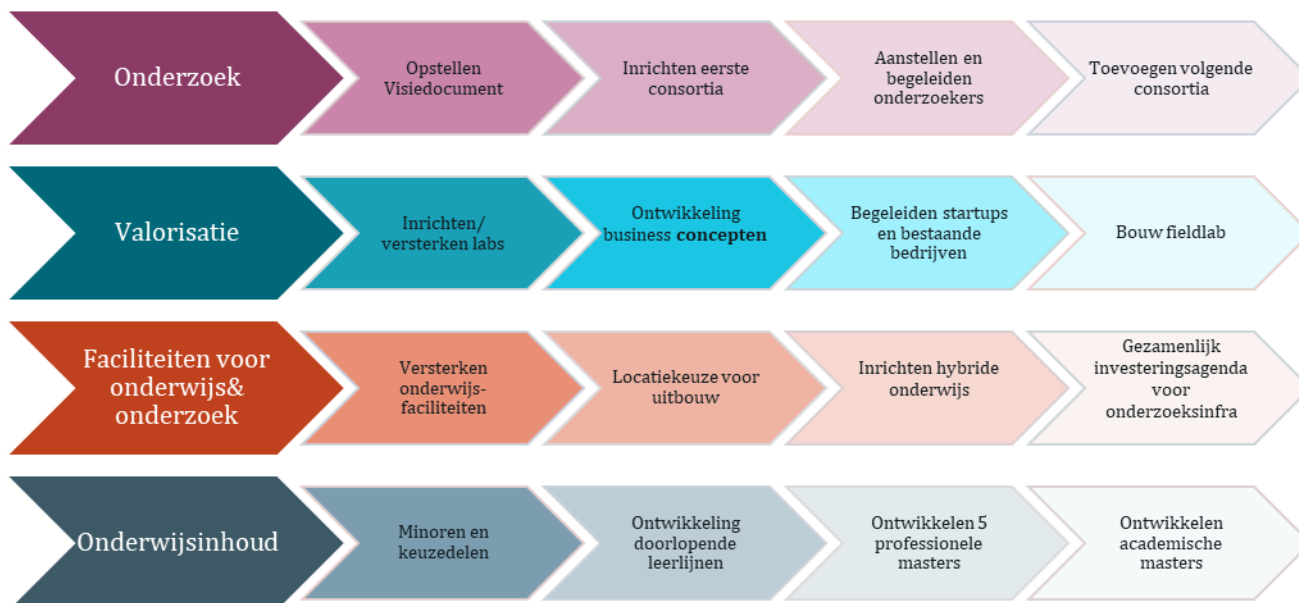 Onderzoek
Opstellen
Visiedocument
Inrichten eerste
consortia
Aanstellen en
begeleiden
onderzoekers
Toevoegen volgende
consortia
Valorisatie
Inrichten/
versterken labs
Ontwikkeling
business concepten
Begeleiden startups
en bestaande
bedrijven
Bouw fieldlab
Faciliteiten voor
onderwijs&
onderzoek
Versterken
onderwijs-
faciliteiten
Locatiekeuze voor
uitbouw
Inrichten hybride
onderwijs
Gezamenlijk
investeringsagenda
voor
onderzoeksinfra
Onderwijsinhoud
Minoren en
keuzedelen
Ontwikkeling
doorlopende
leerlijnen
Ontwikkelen 5
professionele
masters
Ontwikkelen
academische
masters